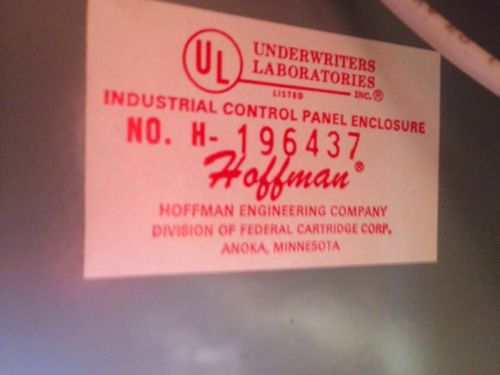 UL
UNDERWRITERS
LABORATORIES
LISTED INC.®
INDUSTRIAL CONTROL PANEL ENCLOSURE
NO. H-196437
Hoffman®
HOFFMAN ENGINEERING COMPANY
DIVISION OF FEDERAL CARTRIDGE CORP.
ANOKA, MINNESOTA